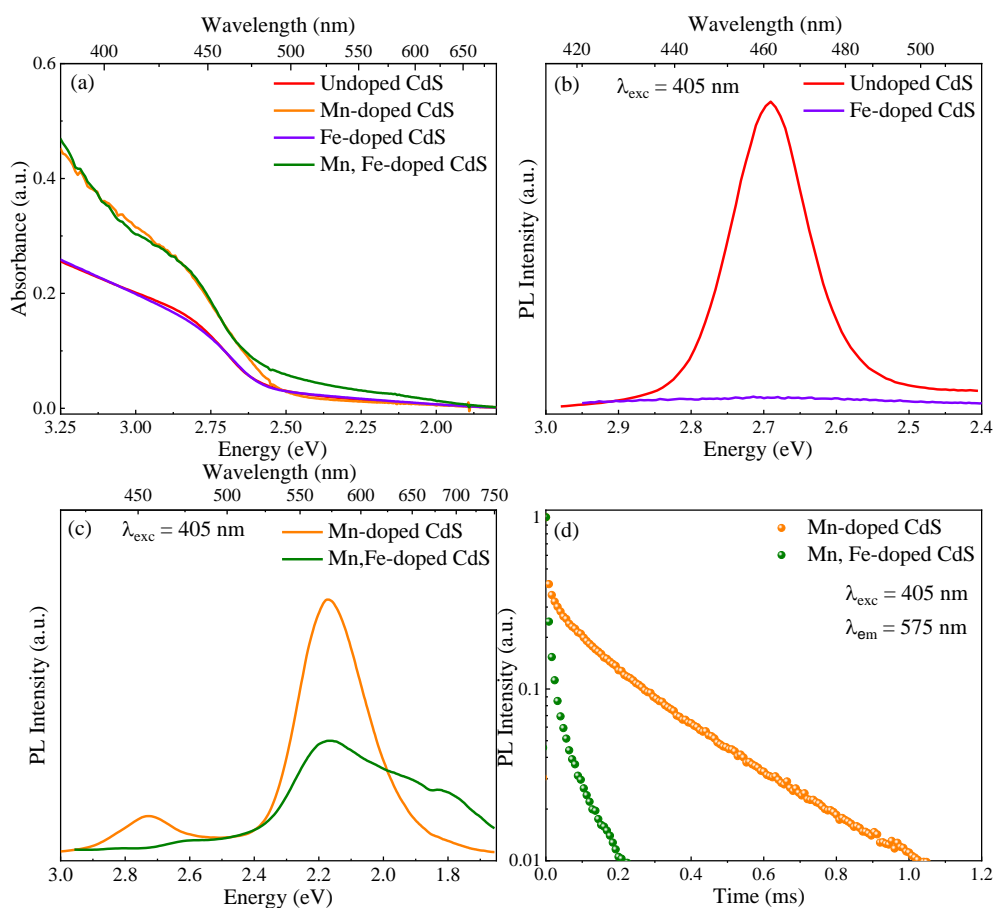 Wavelength (nm)
400 450 500 550 600 650
(a)
Undoped CdS
Mn-doped CdS
Fe-doped CdS
Mn, Fe-doped CdS
Absorbance (a.u.)
0.6
0.4
0.2
0.0
3.25 3.00 2.75 2.50 2.25 2.00
Energy (eV)
Wavelength (nm)
420 440 460 480 500
(b)
λexc = 405 nm
Undoped CdS
Fe-doped CdS
PL Intensity (a.u.)
3.0 2.9 2.8 2.7 2.6 2.5 2.4
Energy (eV)
Wavelength (nm)
450 500 550 600 650 700 750
(c)
λexc = 405 nm
Mn-doped CdS
Mn,Fe-doped CdS
PL Intensity (a.u.)
3.0 2.8 2.6 2.4 2.2 2.0 1.8
Energy (eV)
(d)
Mn-doped CdS
Mn, Fe-doped CdS
λexc = 405 nm
λem = 575 nm
PL Intensity (a.u.)
1
0.1
0.01
0.0 0.2 0.4 0.6 0.8 1.0 1.2
Time (ms)